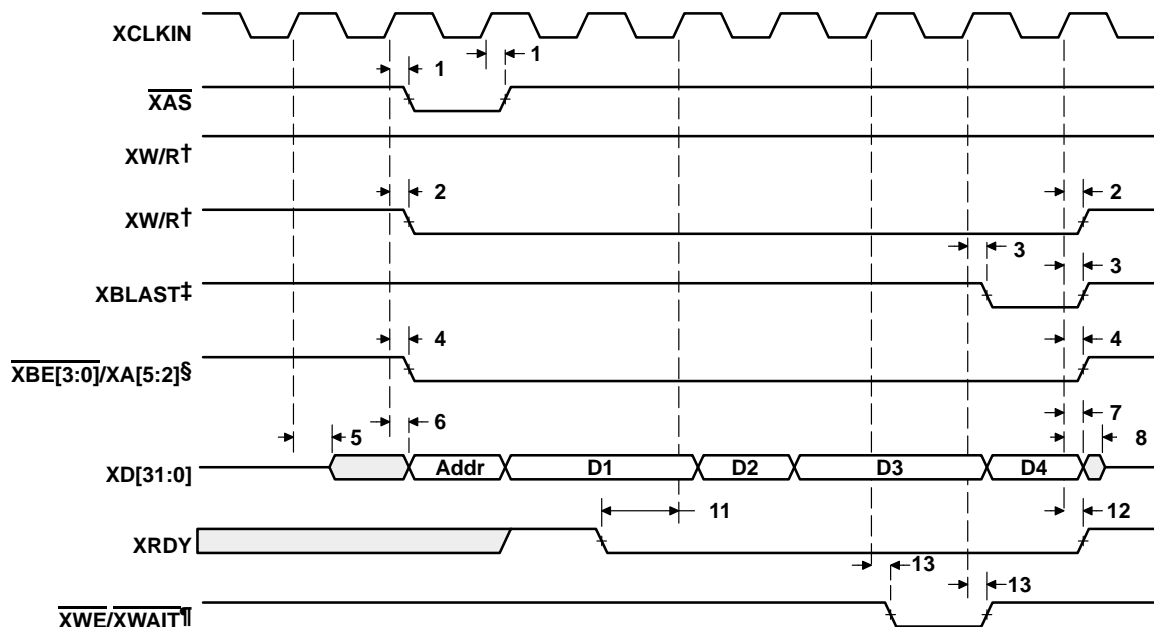 XCLKIN
1
1
XAS
XW/R†
2
2
XW/R†
3
3
XBLAST‡
4
4
XBE[3:0]/XA[5:2]§
6
7
5
8
XD[31:0]
Addr
D1
D2
D3
D4
11
12
XRDY
13
13
XWE/XWAIT¶